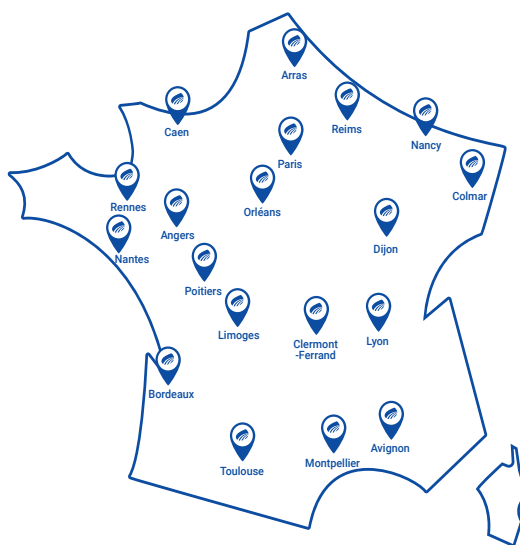 Arras
Caen
Reims
Nancy
Paris
Colmar
Rennes
Orléans
Angers
Dijon
Nantes
Poitiers
Limoges
Clermont
-Ferrand
Lyon
Bordeaux
Avignon
Montpellier
Toulouse